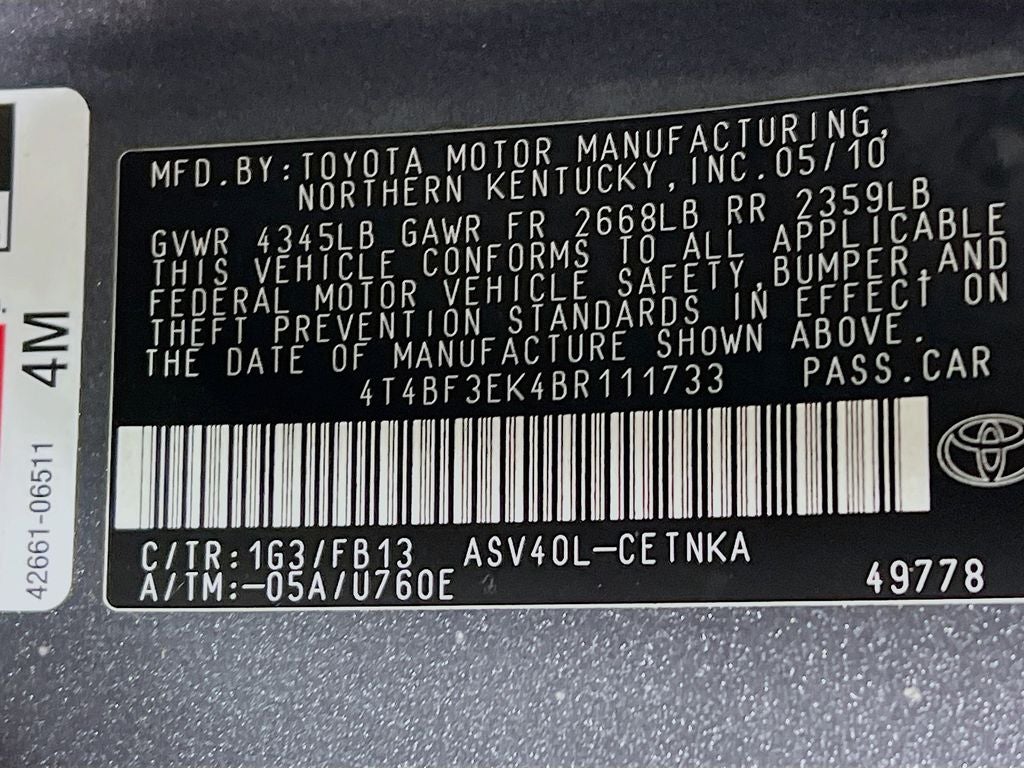 MFD.BY:TOYOTA MOTOR MANUFACTURING,
NORTHERN KENTUCKY,INC.05/10
GVWR 4345LB GAWR FR 2668LB RR 2359LB
THIS VEHICLE CONFORMS TO ALL APPLICABLE
FEDERAL MOTOR VEHICLE SAFETY,BUMPER,AND
THEFT PREVENTION STANDARDS IN EFFECT ON
THE DATE OF MANUFACTURE SHOWN ABOVE.
4T4BF3EK4BR111733 PASS.CAR
C/TR:1G3/FB13 ASV40L-CETNKA
A/TM:-05A/U760E 49778
4M
42661-06511